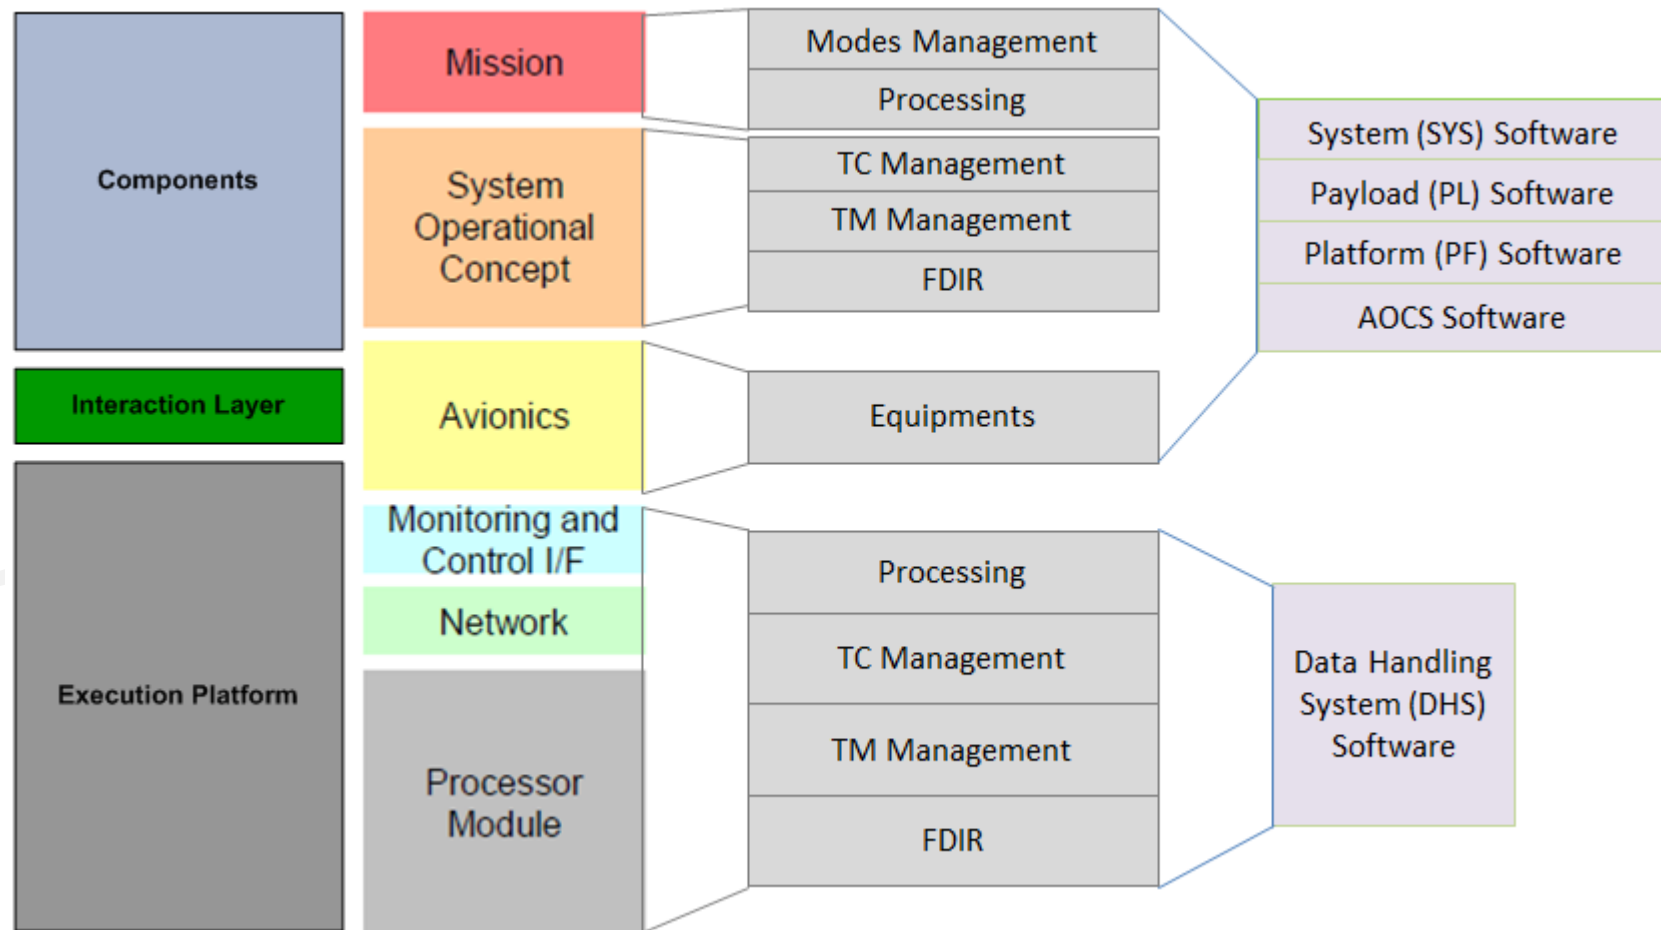 Components
Interaction Layer
Execution Platform
Mission
System
Operational
Concept
Avionics
Monitoring and
Control I/F
Network
Processor
Module
Modes Management
Processing
TC Management
TM Management
FDIR
Equipments
Processing
TC Management
TM Management
FDIR
System (SYS) Software
Payload (PL) Software
Platform (PF) Software
AOCS Software
Data Handling
System (DHS)
Software